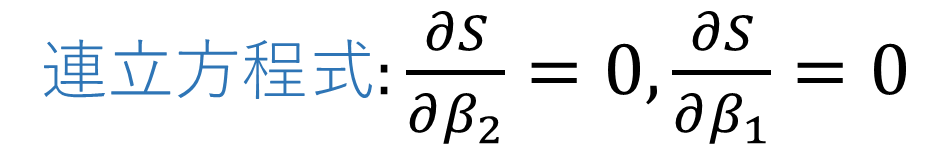 連立方程式: ∂S/∂β₂ = 0, ∂S/∂β₁ = 0